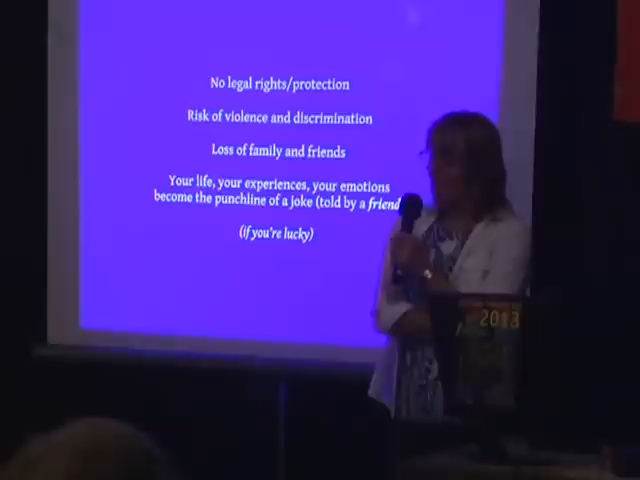 No legal rights/protection
Risk of violence and discrimination
Loss of family and friends
Your life, your experiences, your emotions
become the punchline of a joke (told by a friend
(if you're lucky)
2013